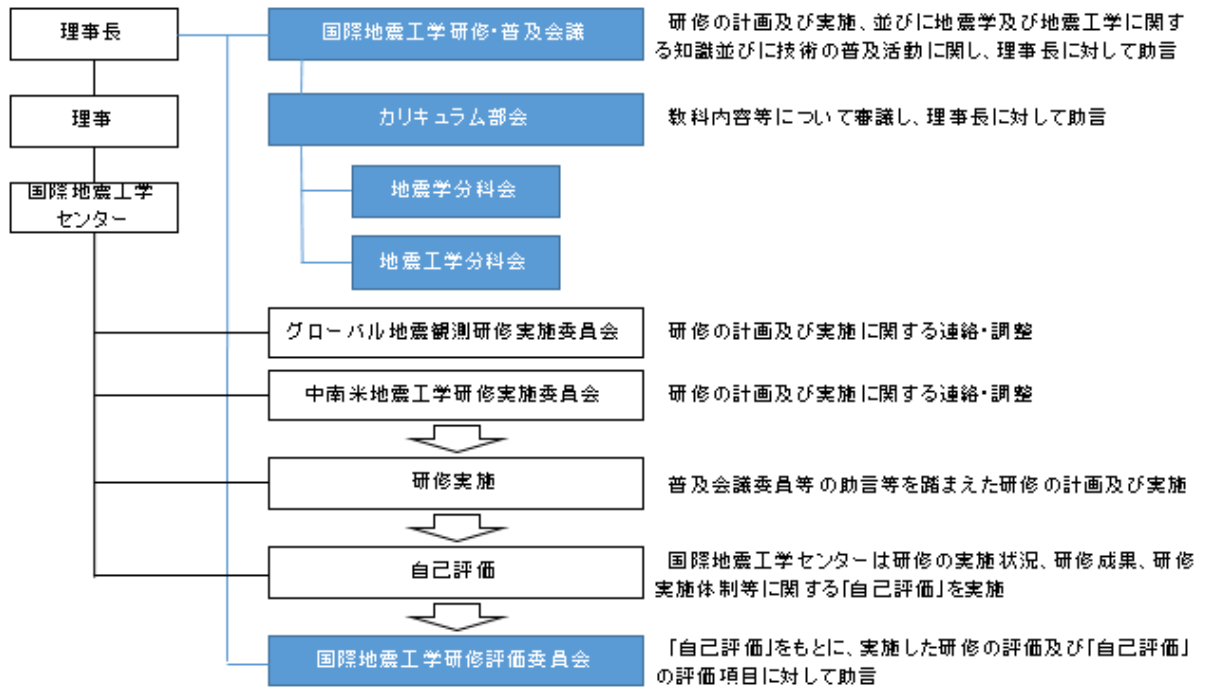 理事長
国際地震工学研修・普及会議
研修の計画及び実施、並びに地震学及び地震工学に関す
る知識並びに技術の普及活動に関し、理事長に対して助言
理事
カリキュラム部会
教科内容等について審議し、理事長に対して助言
国際地震工学
センター
地震学分科会
地震工学分科会
グローバル地震観測研修実施委員会
研修の計画及び実施に関する連絡・調整
中南米地震工学研修実施委員会
研修の計画及び実施に関する連絡・調整
研修実施
普及会議委員等の助言等を踏まえた研修の計画及び実施
自己評価
国際地震工学センターは研修の実施状況、研修成果、研修
実施体制等に関する「自己評価」を実施
国際地震工学研修評価委員会
「自己評価」をもとに、実施した研修の評価及び「自己評価」
の評価項目に対して助言